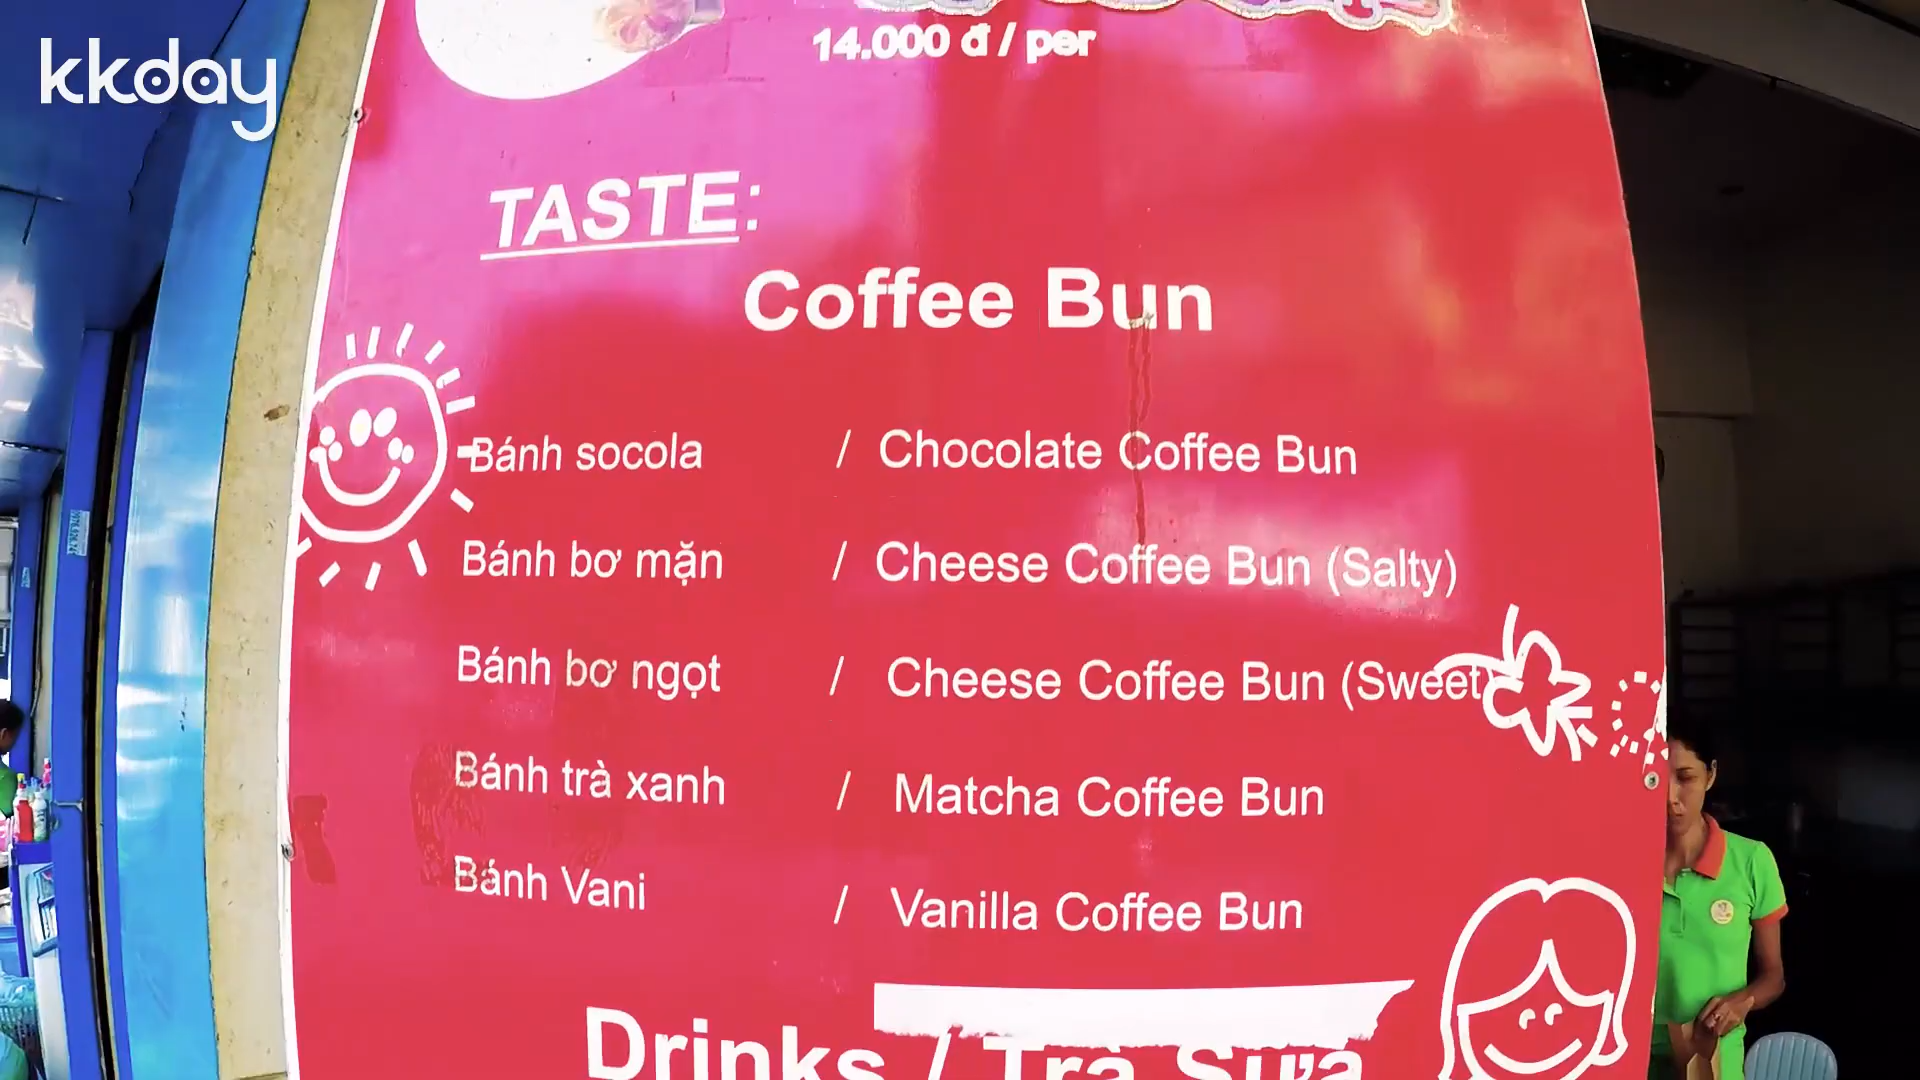 kkday
14.000 đ / per
TASTE:
Coffee Bun
Bánh socola / Chocolate Coffee Bun
Bánh bơ mặn / Cheese Coffee Bun (Salty)
Bánh bơ ngọt / Cheese Coffee Bun (Sweet)
Bánh trà xanh / Matcha Coffee Bun
Bánh Vani / Vanilla Coffee Bun
Drinks / Trà Sữa